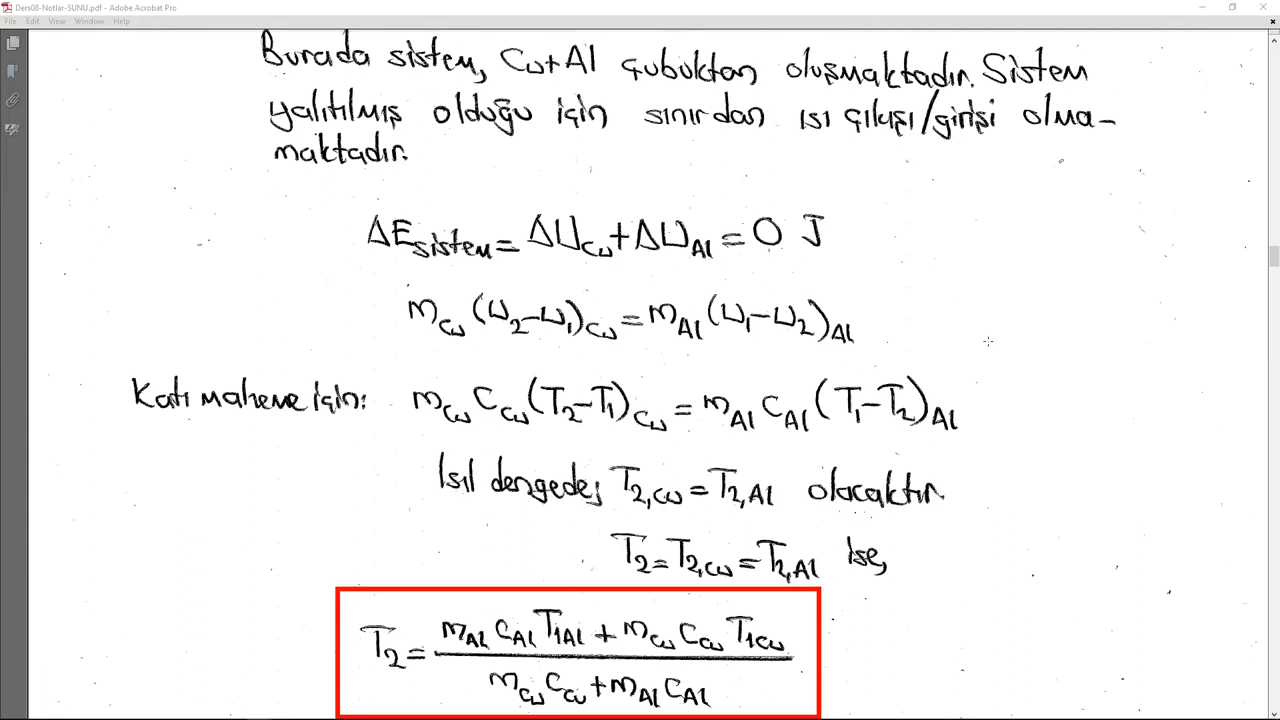 Ders08-Notlar-SUNU.pdf - Adobe Acrobat Pro
File Edit View Window Help
Burada sistem, Cu+Al çubuktan oluşmaktadır. Sistem
yalıtılmış olduğu için sınırdan ısı çıkışı/girişi olma-
maktadır.
ΔEsistem = ΔUCu + ΔUAl = 0 J
mCu (u2-u1)Cu = mAl (u1-u2)Al
Katı maheme için: mCu CCu (T2-T1)Cu = mAl CAl (T1-T2)Al
Isıl dengede, T2,Cu = T2,Al olacaktır.
T2 = T2,Cu = T2,Al ise,
T2 = (mAl CAl T1Al + mCu CCu T1Cu) / (mCu CCu + mAl CAl)